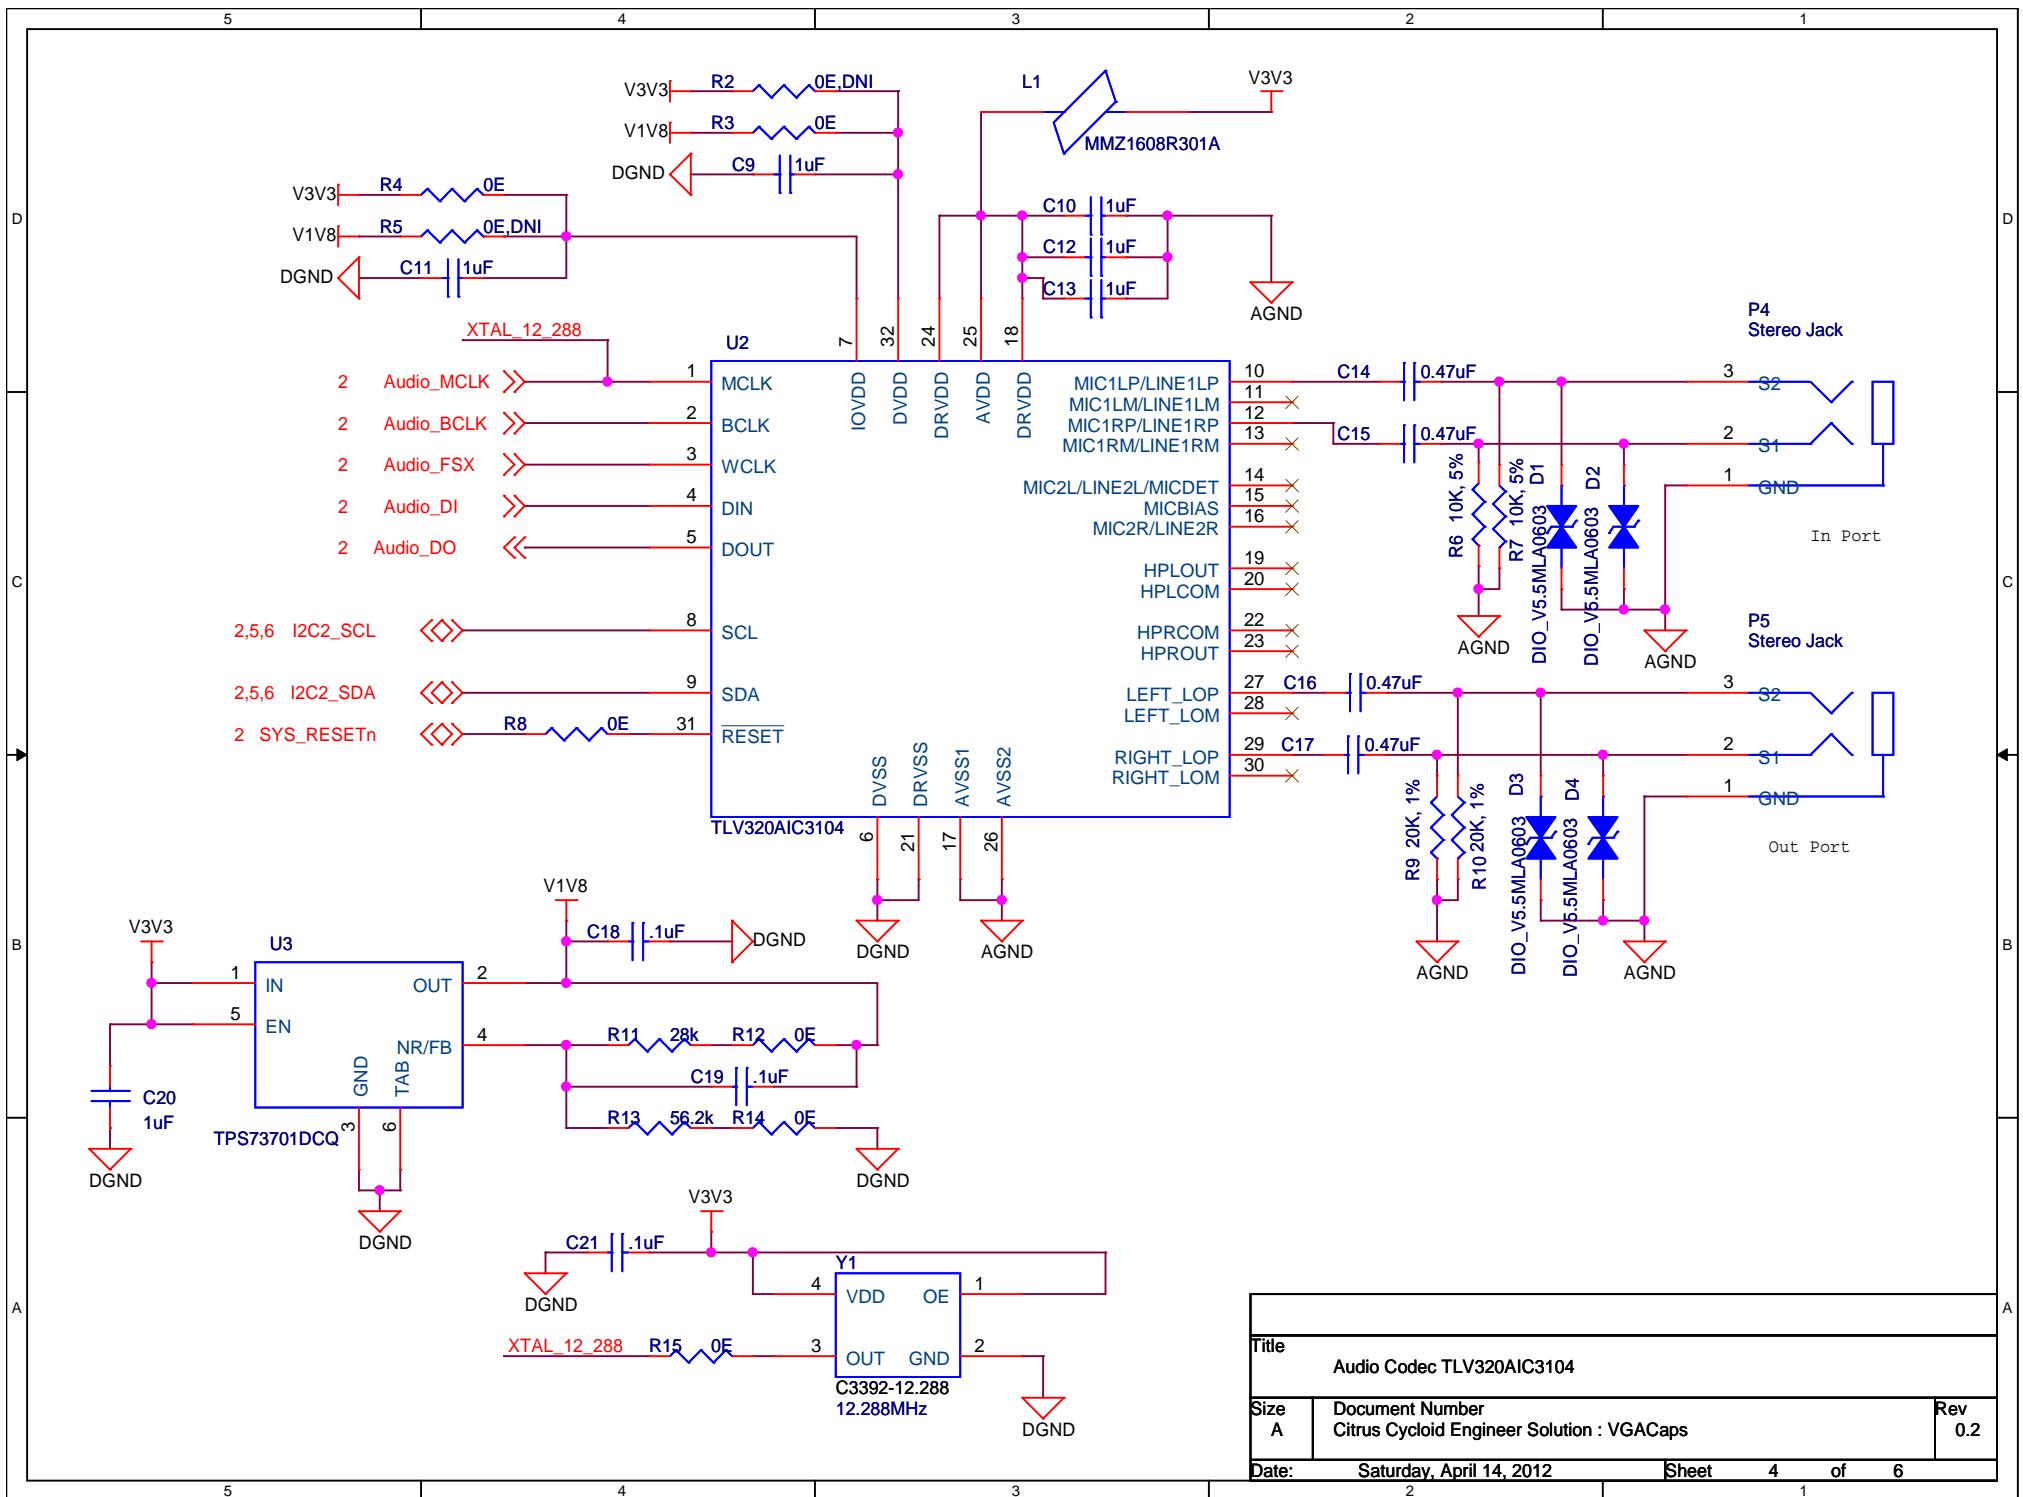 5 4 3 2 1
D
C
B
A
V3V3 R2 0E,DNI
V1V8 R3 0E
DGND C9 1uF
V3V3 R4 0E
V1V8 R5 0E,DNI
DGND C11 1uF
L1 V3V3
MMZ1608R301A
C10 1uF
C12 1uF
C13 1uF
AGND
XTAL_12_288
U2
7 32 24 25 18
IOVDD DVDD DRVDD AVDD DRVDD
2 Audio_MCLK 1 MCLK
2 Audio_BCLK 2 BCLK
2 Audio_FSX 3 WCLK
2 Audio_DI 4 DIN
2 Audio_DO 5 DOUT
2,5,6 I2C2_SCL 8 SCL
2,5,6 I2C2_SDA 9 SDA
2 SYS_RESETn R8 0E 31 RESET
MIC1LP/LINE1LP 10 C14 0.47uF
MIC1LM/LINE1LM 11
MIC1RP/LINE1RP 12 C15 0.47uF
MIC1RM/LINE1RM 13
MIC2L/LINE2L/MICDET 14
MICBIAS 15
MIC2R/LINE2R 16
HPLOUT 19
HPLCOM 20
HPRCOM 22
HPROUT 23
LEFT_LOP 27 C16 0.47uF
LEFT_LOM 28
RIGHT_LOP 29 C17 0.47uF
RIGHT_LOM 30
DVSS DRVSS AVSS1 AVSS2
6 21 17 26
TLV320AIC3104
DGND AGND
P4
Stereo Jack
3 S2
2 S1
1 GND
In Port
R6 10K, 5%
R7 10K, 5%
DIO_V5.5MLA0603 D1
DIO_V5.5MLA0603 D2
AGND AGND
P5
Stereo Jack
3 S2
2 S1
1 GND
Out Port
R9 20K, 1%
R10 20K, 1%
DIO_V5.5MLA0603 D3
DIO_V5.5MLA0603 D4
AGND AGND
V3V3
U3
1 IN
5 EN
OUT 2
NR/FB 4
GND TAB
3 6
TPS73701DCQ
C20
1uF
DGND
DGND
V1V8
C18 .1uF DGND
R11 28k R12 0E
C19 .1uF
R13 56.2k R14 0E
DGND
V3V3
C21 .1uF
DGND
Y1
4 VDD OE 1
XTAL_12_288 R15 0E 3 OUT GND 2
C3392-12.288
12.288MHz
DGND
Title
Audio Codec TLV320AIC3104
Size Document Number Rev
A Citrus Cycloid Engineer Solution : VGACaps 0.2
Date: Saturday, April 14, 2012 Sheet 4 of 6
D
C
B
A
5 4 3 2 1